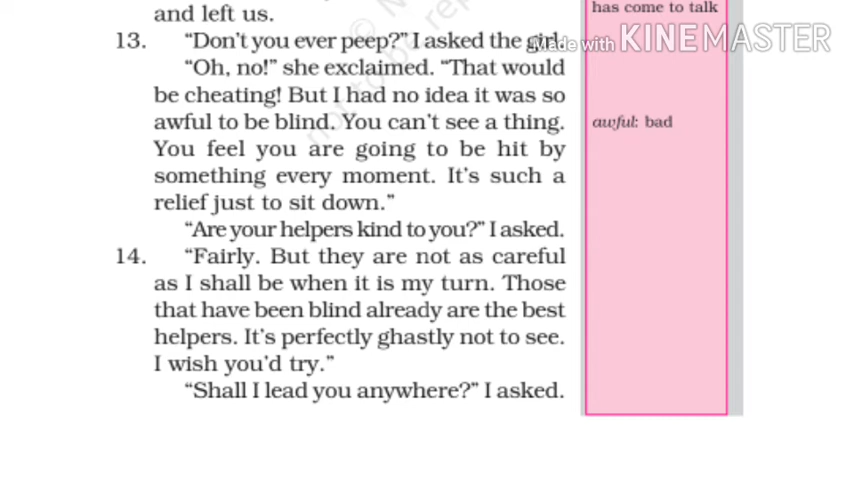 and left us.
has come to talk
Made with KINEMASTER
13. “Don’t you ever peep?” I asked the girl.
“Oh, no!” she exclaimed. “That would
be cheating! But I had no idea it was so
awful to be blind. You can’t see a thing.
awful: bad
You feel you are going to be hit by
something every moment. It’s such a
relief just to sit down.”
“Are your helpers kind to you?” I asked.
14. “Fairly. But they are not as careful
as I shall be when it is my turn. Those
that have been blind already are the best
helpers. It’s perfectly ghastly not to see.
I wish you’d try.”
“Shall I lead you anywhere?” I asked.
not to be rep
© N